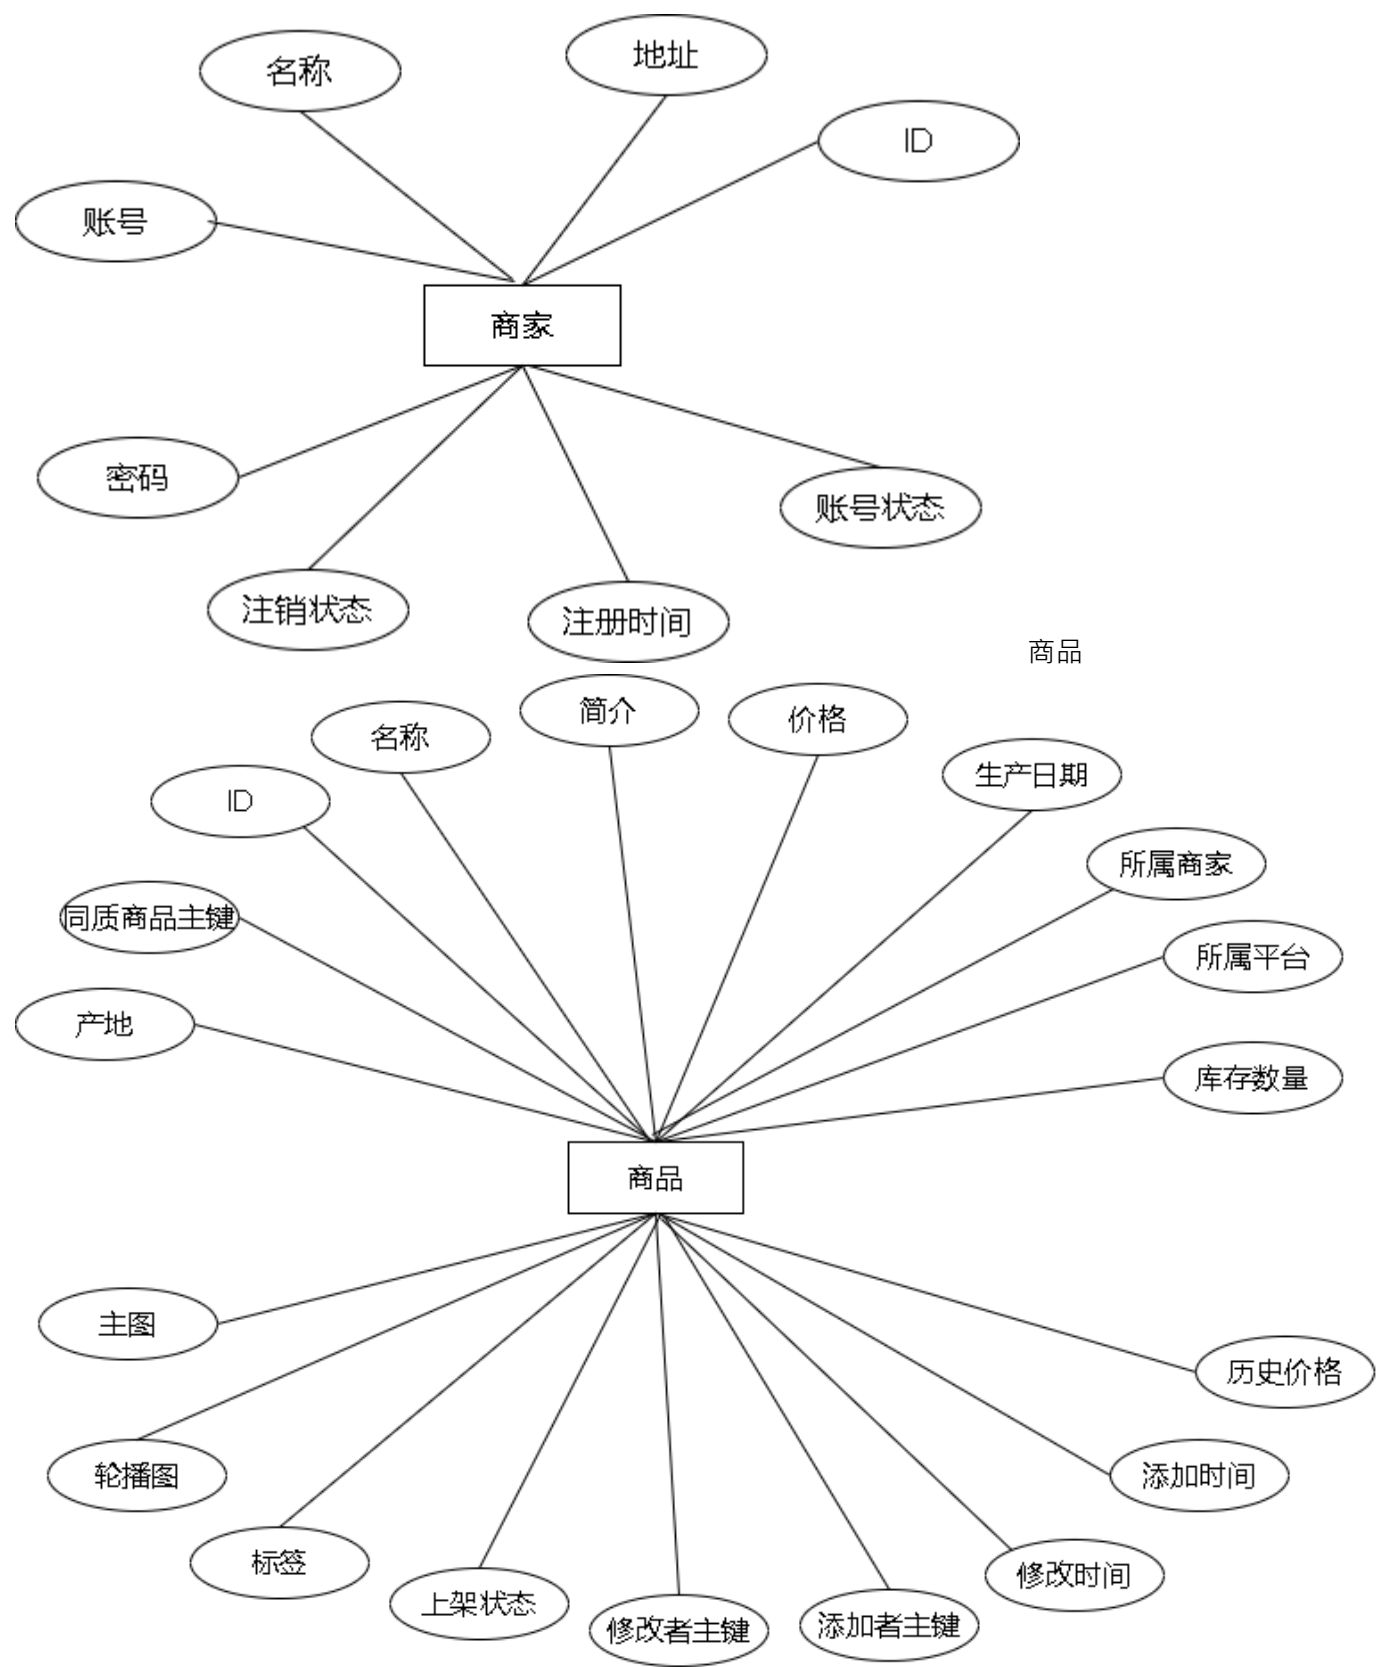 地址
名称
ID
账号
商家
密码
账号状态
注销状态
注册时间
商品
简介
价格
名称
生产日期
ID
所属商家
同质商品主键
所属平台
产地
库存数量
商品
主图
历史价格
轮播图
添加时间
标签
修改时间
上架状态
添加者主键
修改者主键